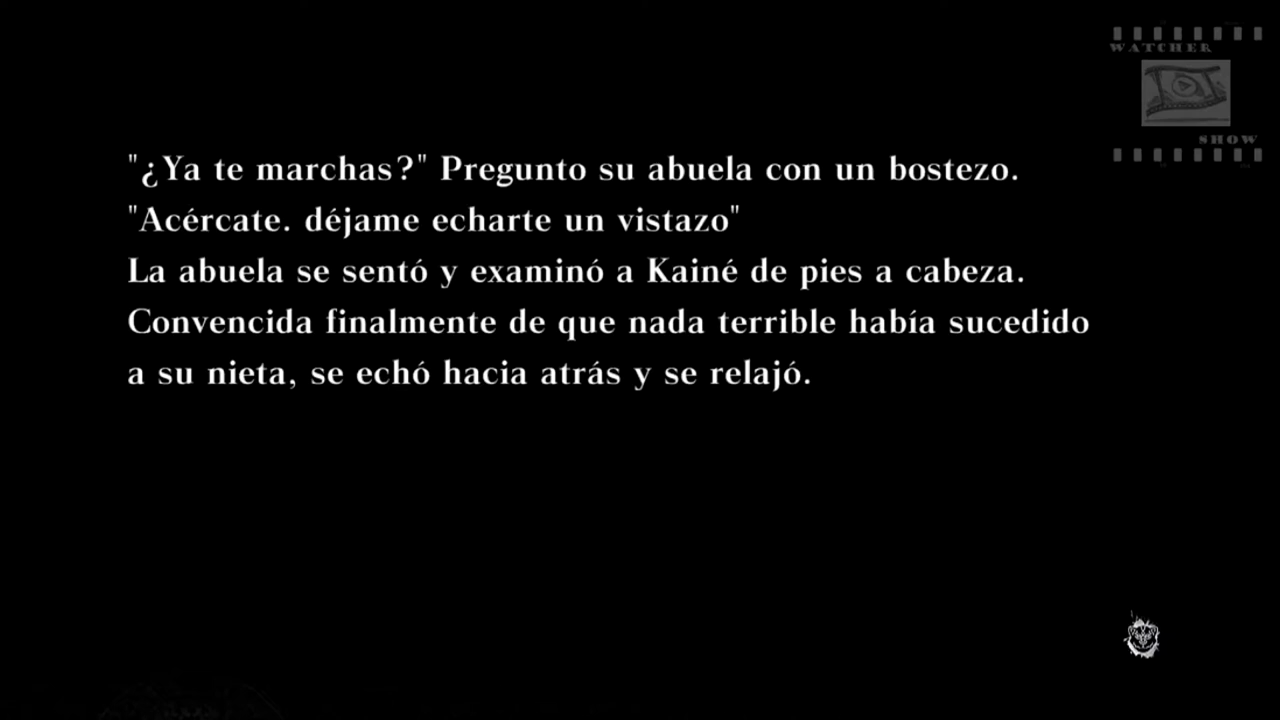 WATCHER
SHOW
"¿Ya te marchas?" Pregunto su abuela con un bostezo.
"Acércate. déjame echarte un vistazo"
La abuela se sentó y examinó a Kainé de pies a cabeza.
Convencida finalmente de que nada terrible había sucedido
a su nieta, se echó hacia atrás y se relajó.